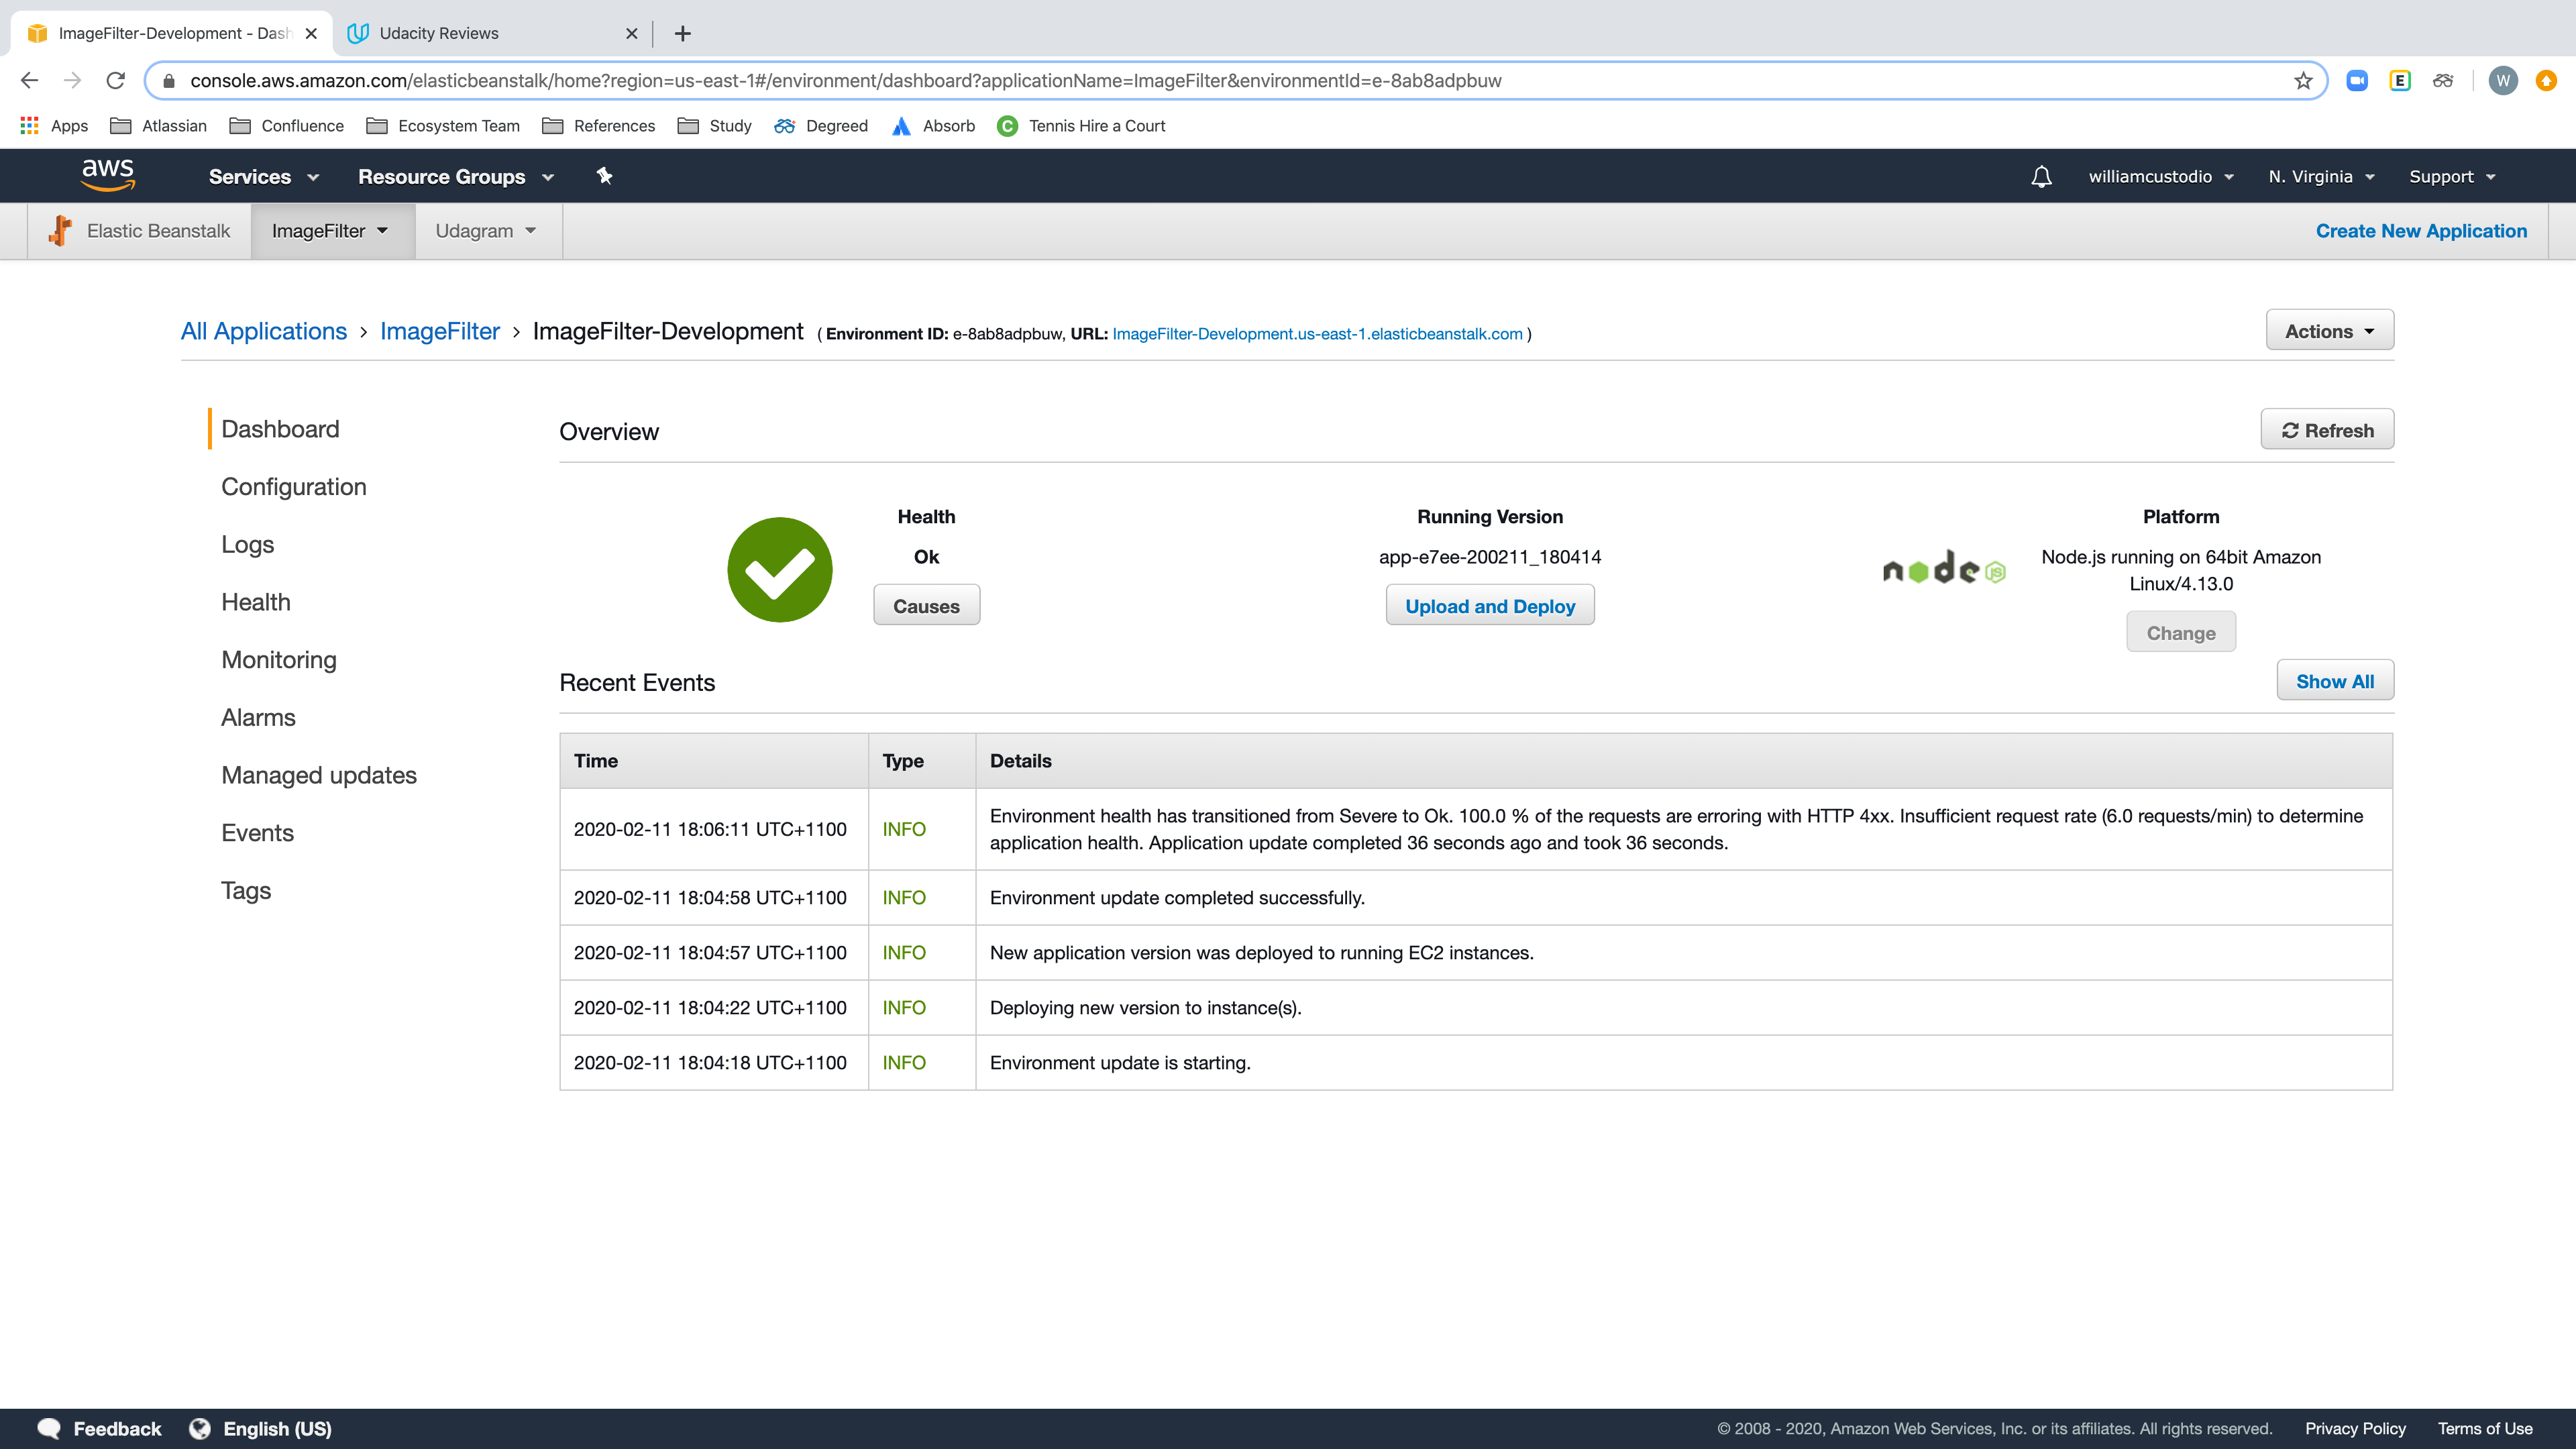 ImageFilter-Development - Dash
Udacity Reviews
console.aws.amazon.com/elasticbeanstalk/home?region=us-east-1#/environment/dashboard?applicationName=ImageFilter&environmentId=e-8ab8adpbuw
E
W
Apps
Atlassian
Confluence
Ecosystem Team
References
Study
Degreed
Absorb
C
Tennis Hire a Court
aws
Services
Resource Groups
williamcustodio
N. Virginia
Support
Elastic Beanstalk
ImageFilter
Udagram
Create New Application
All Applications › ImageFilter › ImageFilter-Development ( Environment ID: e-8ab8adpbuw, URL: ImageFilter-Development.us-east-1.elasticbeanstalk.com )
Actions
Dashboard
Configuration
Logs
Health
Monitoring
Alarms
Managed updates
Events
Tags
Overview
Refresh
Health
Ok
Causes
Running Version
app-e7ee-200211_180414
Upload and Deploy
node JS
Platform
Node.js running on 64bit Amazon
Linux/4.13.0
Change
Recent Events
Show All
Time Type Details
2020-02-11 18:06:11 UTC+1100 INFO Environment health has transitioned from Severe to Ok. 100.0 % of the requests are erroring with HTTP 4xx. Insufficient request rate (6.0 requests/min) to determine
application health. Application update completed 36 seconds ago and took 36 seconds.
2020-02-11 18:04:58 UTC+1100 INFO Environment update completed successfully.
2020-02-11 18:04:57 UTC+1100 INFO New application version was deployed to running EC2 instances.
2020-02-11 18:04:22 UTC+1100 INFO Deploying new version to instance(s).
2020-02-11 18:04:18 UTC+1100 INFO Environment update is starting.
Feedback
English (US)
© 2008 - 2020, Amazon Web Services, Inc. or its affiliates. All rights reserved.
Privacy Policy
Terms of Use